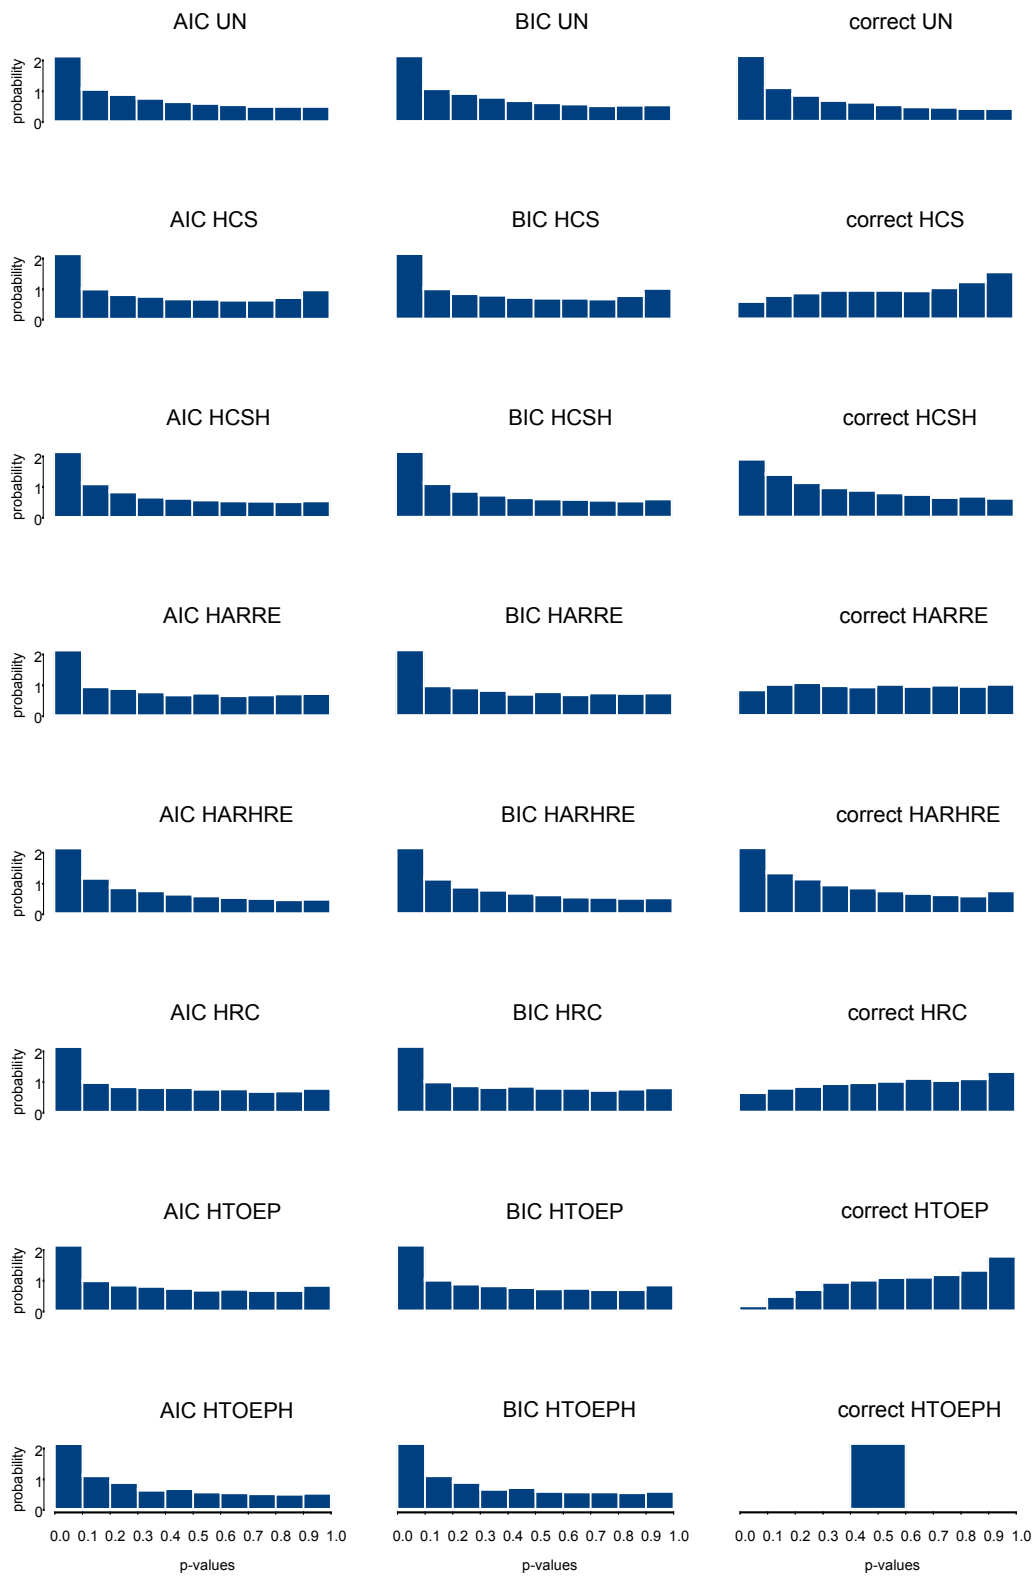 AIC UN BIC UN correct UN
probability
2
1
0
AIC HCS BIC HCS correct HCS
probability
2
1
0
AIC HCSH BIC HCSH correct HCSH
probability
2
1
0
AIC HARRE BIC HARRE correct HARRE
probability
2
1
0
AIC HARHRE BIC HARHRE correct HARHRE
probability
2
1
0
AIC HRC BIC HRC correct HRC
probability
2
1
0
AIC HTOEP BIC HTOEP correct HTOEP
probability
2
1
0
AIC HTOEPH BIC HTOEPH correct HTOEPH
probability
2
1
0
0.0 0.1 0.2 0.3 0.4 0.5 0.6 0.7 0.8 0.9 1.0 0.0 0.1 0.2 0.3 0.4 0.5 0.6 0.7 0.8 0.9 1.0 0.0 0.1 0.2 0.3 0.4 0.5 0.6 0.7 0.8 0.9 1.0
p-values p-values p-values